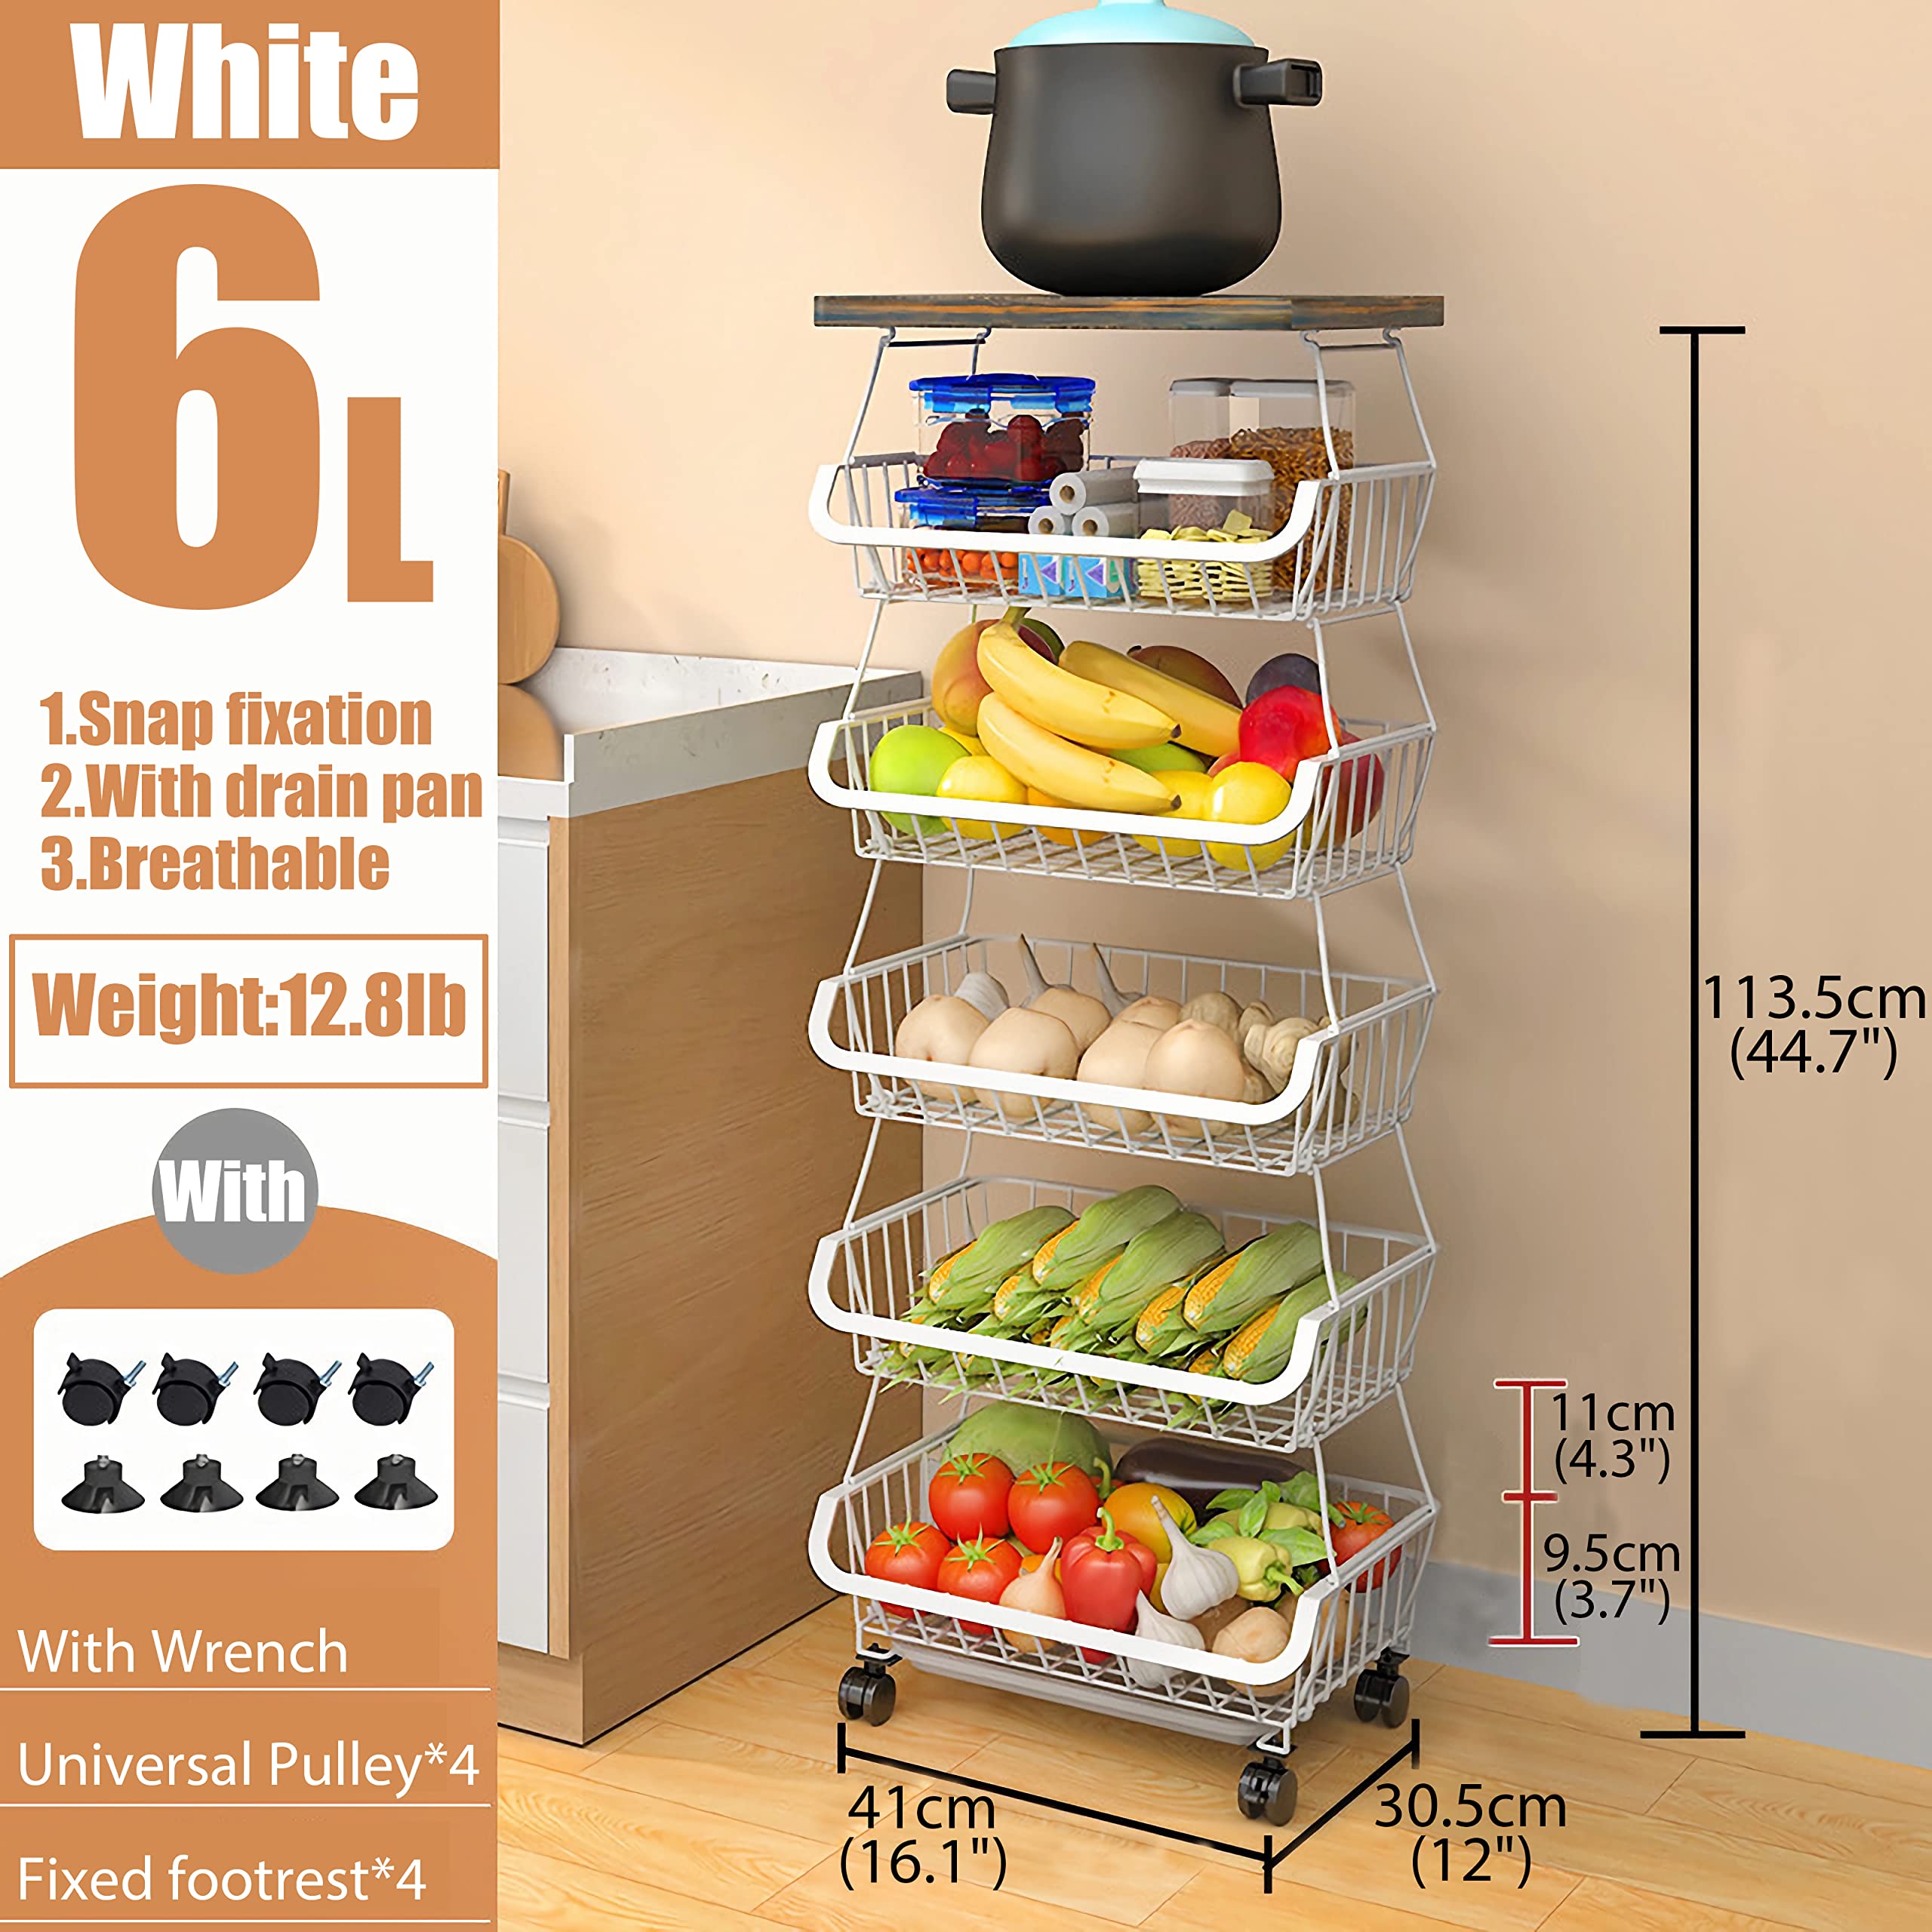 White
6L
1.Snap fixation
2.With drain pan
3.Breathable
Weight:12.8lb
With
With Wrench
Universal Pulley*4
Fixed footrest*4
113.5cm
(44.7")
11cm
(4.3")
9.5cm
(3.7")
41cm
(16.1")
30.5cm
(12")